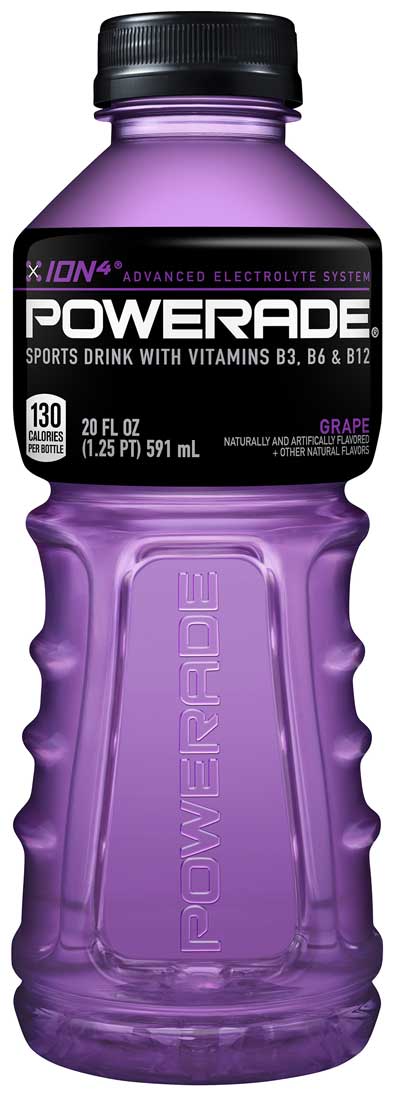 ION4®
ADVANCED ELECTROLYTE SYSTEM
POWERADE®
SPORTS DRINK WITH VITAMINS B3, B6 & B12
130
CALORIES
PER BOTTLE
20 FL OZ
(1.25 PT) 591 mL
GRAPE
NATURALLY AND ARTIFICIALLY FLAVORED
+ OTHER NATURAL FLAVORS
POWERADE